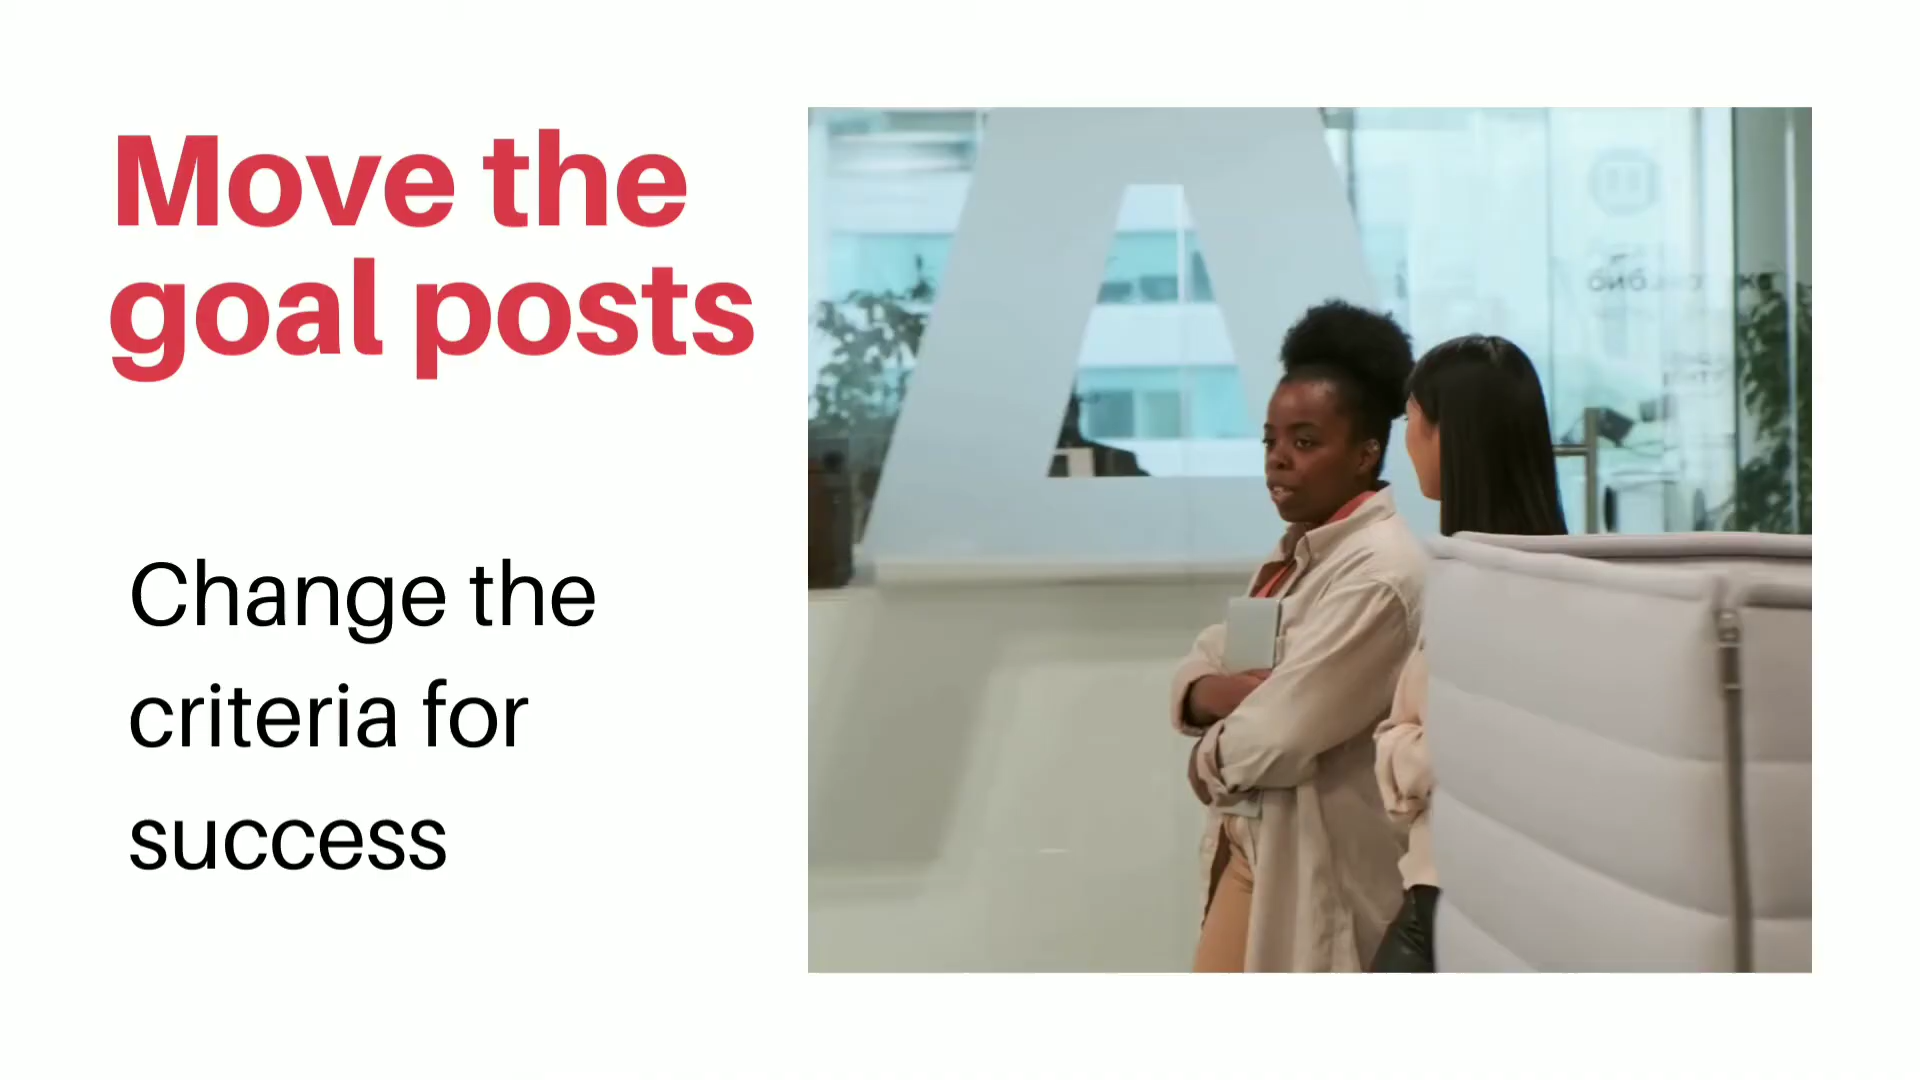 Move the
goal posts
Change the
criteria for
success